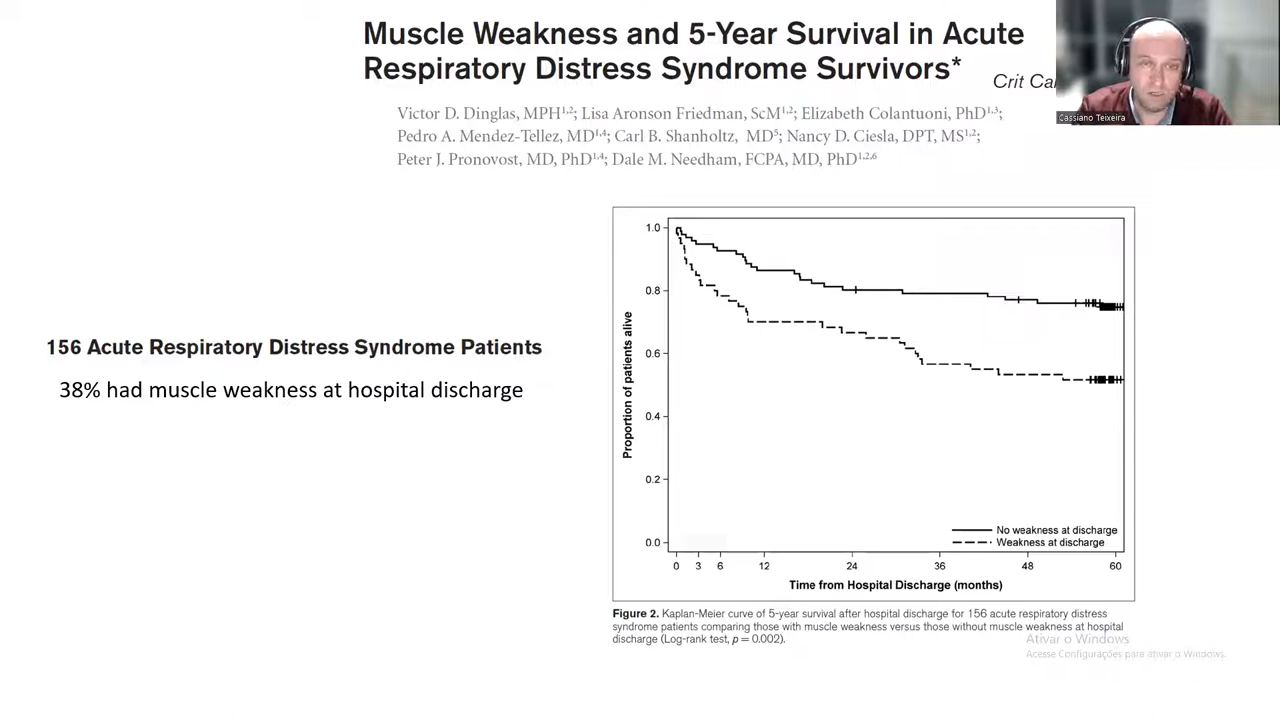 Muscle Weakness and 5-Year Survival in Acute
Respiratory Distress Syndrome Survivors*
Crit
Cassiano Teixeira
Victor D. Dinglas, MPH1,2; Lisa Aronson Friedman, ScM1,2; Elizabeth Colantuoni, PhD1,3;
Pedro A. Mendez-Tellez, MD1,4; Carl B. Shanholtz, MD5; Nancy D. Ciesla, DPT, MS1,2;
Peter J. Pronovost, MD, PhD1,4; Dale M. Needham, FCPA, MD, PhD1,2,6
156 Acute Respiratory Distress Syndrome Patients
38% had muscle weakness at hospital discharge
Proportion of patients alive
1.0
0.8
0.6
0.4
0.2
0.0
No weakness at discharge
Weakness at discharge
0 3 6 12 24 36 48 60
Time from Hospital Discharge (months)
Figure 2. Kaplan-Meier curve of 5-year survival after hospital discharge for 156 acute respiratory distress
syndrome patients comparing those with muscle weakness versus those without muscle weakness at hospital
discharge (Log-rank test, p = 0.002).
Ativar o Windows
Acesse Configurações para ativar o Windows.